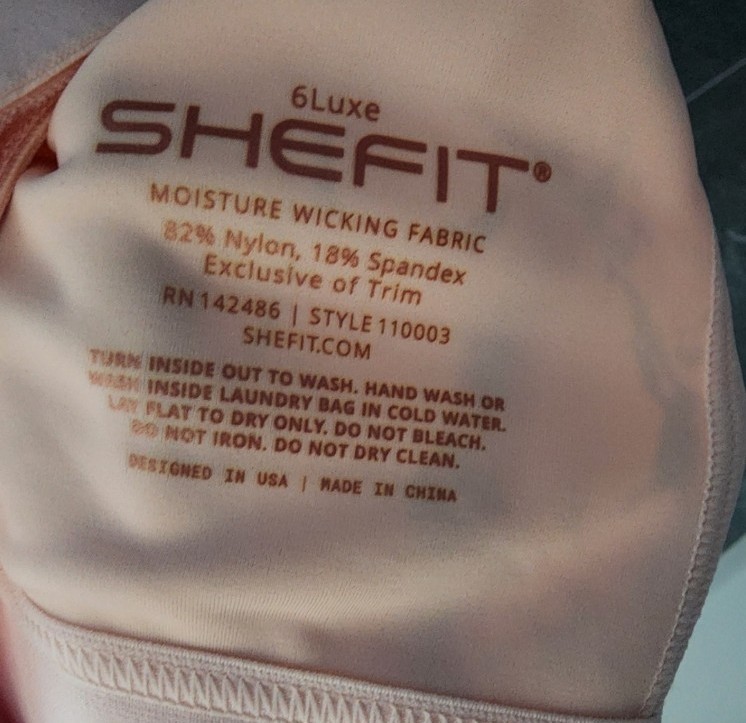 6Luxe
SHEFIT®
MOISTURE WICKING FABRIC
82% Nylon, 18% Spandex
Exclusive of Trim
RN 142486 | STYLE 110003
SHEFIT.COM
TURN INSIDE OUT TO WASH. HAND WASH OR
WASH INSIDE LAUNDRY BAG IN COLD WATER.
LAY FLAT TO DRY ONLY. DO NOT BLEACH.
DO NOT IRON. DO NOT DRY CLEAN.
DESIGNED IN USA | MADE IN CHINA